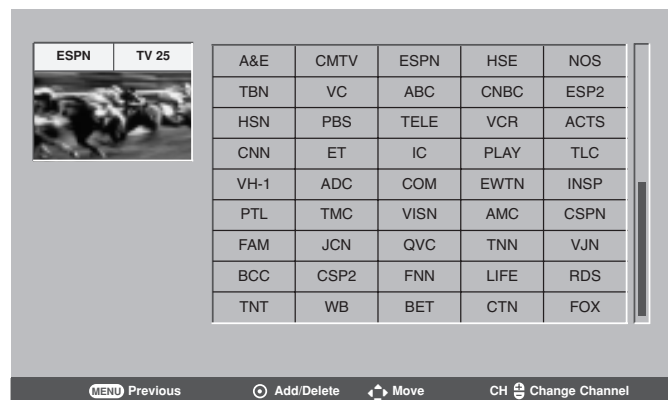 ESPN TV 25
A&E CMTV ESPN HSE NOS
TBN VC ABC CNBC ESP2
HSN PBS TELE VCR ACTS
CNN ET IC PLAY TLC
VH-1 ADC COM EWTN INSP
PTL TMC VISN AMC CSPN
FAM JCN QVC TNN VJN
BCC CSP2 FNN LIFE RDS
TNT WB BET CTN FOX
MENU Previous Add/Delete Move CH Change Channel